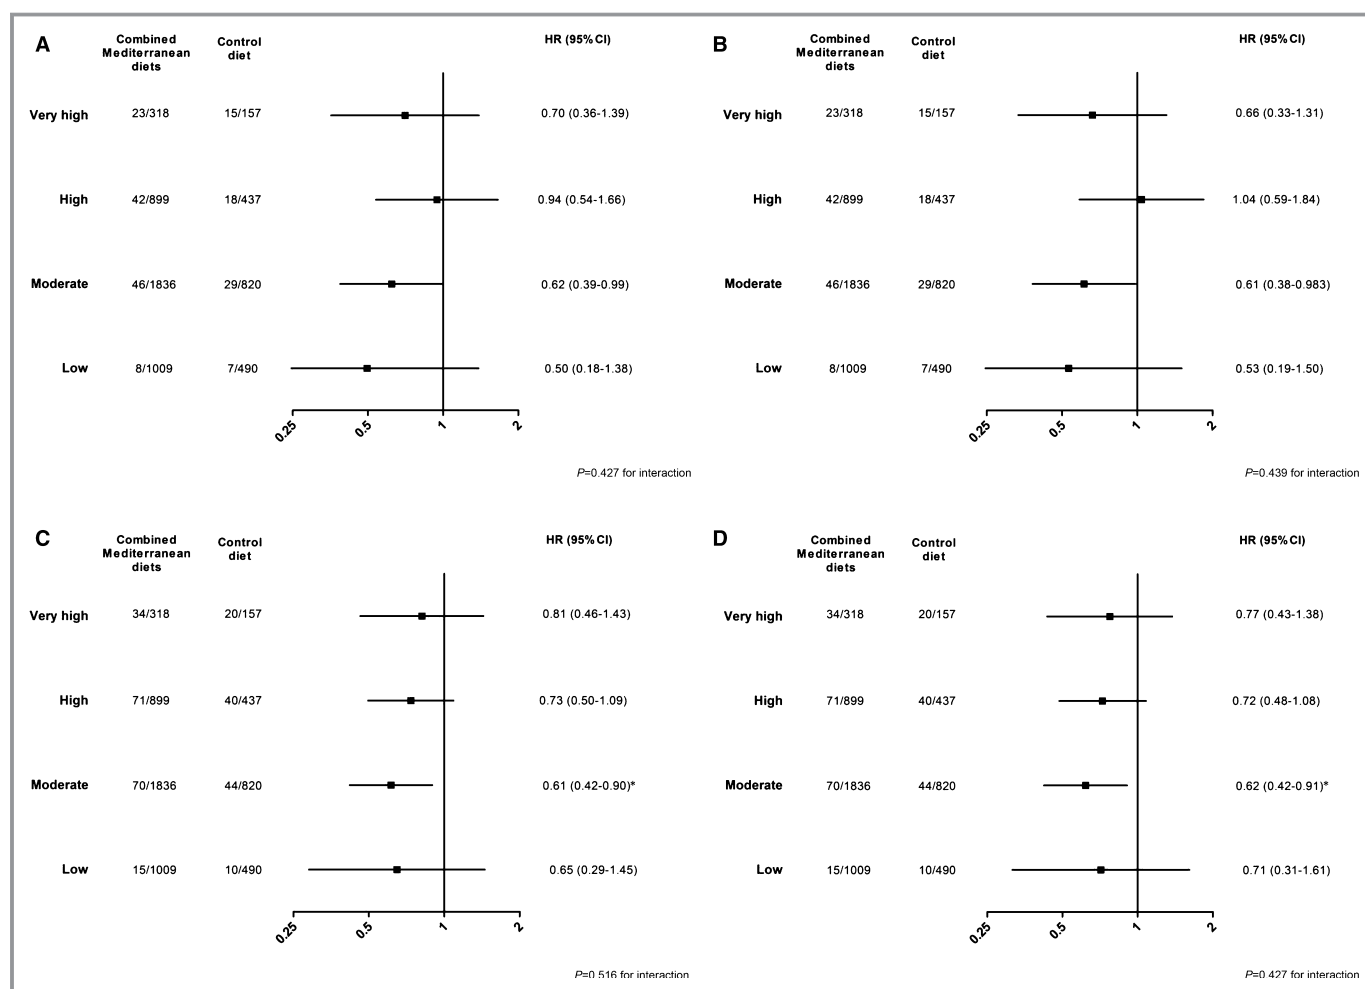 A
Combined Mediterranean diets
Control diet
HR (95%CI)
Very high 23/318 15/157 0.70 (0.36-1.39)
High 42/899 18/437 0.94 (0.54-1.66)
Moderate 46/1836 29/820 0.62 (0.39-0.99)
Low 8/1009 7/490 0.50 (0.18-1.38)
0.25 0.5 1 2
P=0.427 for interaction
B
Combined Mediterranean diets
Control diet
HR (95%CI)
Very high 23/318 15/157 0.66 (0.33-1.31)
High 42/899 18/437 1.04 (0.59-1.84)
Moderate 46/1836 29/820 0.61 (0.38-0.983)
Low 8/1009 7/490 0.53 (0.19-1.50)
0.25 0.5 1 2
P=0.439 for interaction
C
Combined Mediterranean diets
Control diet
HR (95%CI)
Very high 34/318 20/157 0.81 (0.46-1.43)
High 71/899 40/437 0.73 (0.50-1.09)
Moderate 70/1836 44/820 0.61 (0.42-0.90)*
Low 15/1009 10/490 0.65 (0.29-1.45)
0.25 0.5 1 2
P=0.516 for interaction
D
Combined Mediterranean diets
Control diet
HR (95%CI)
Very high 34/318 20/157 0.77 (0.43-1.38)
High 71/899 40/437 0.72 (0.48-1.08)
Moderate 70/1836 44/820 0.62 (0.42-0.91)*
Low 15/1009 10/490 0.71 (0.31-1.61)
0.25 0.5 1 2
P=0.427 for interaction